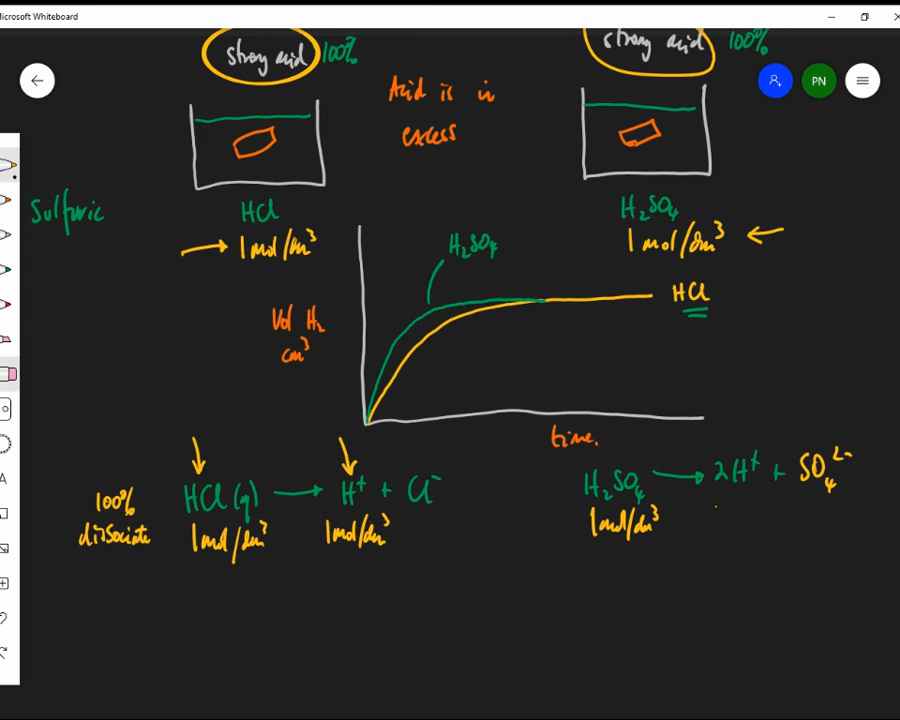 Microsoft Whiteboard
strong acid 100%
strong acid 100%
Acid is in
excess
PN
Sulfuric
HCl
1 mol/dm³
H₂SO₄
1 mol/dm³
H₂SO₄
HCl
Vol H₂
cm³
time.
100%
dissociate
HCl(aq) → H⁺ + Cl⁻
1 mol/dm³
1 mol/dm³
H₂SO₄ → 2H⁺ + SO₄²⁻
1 mol/dm³